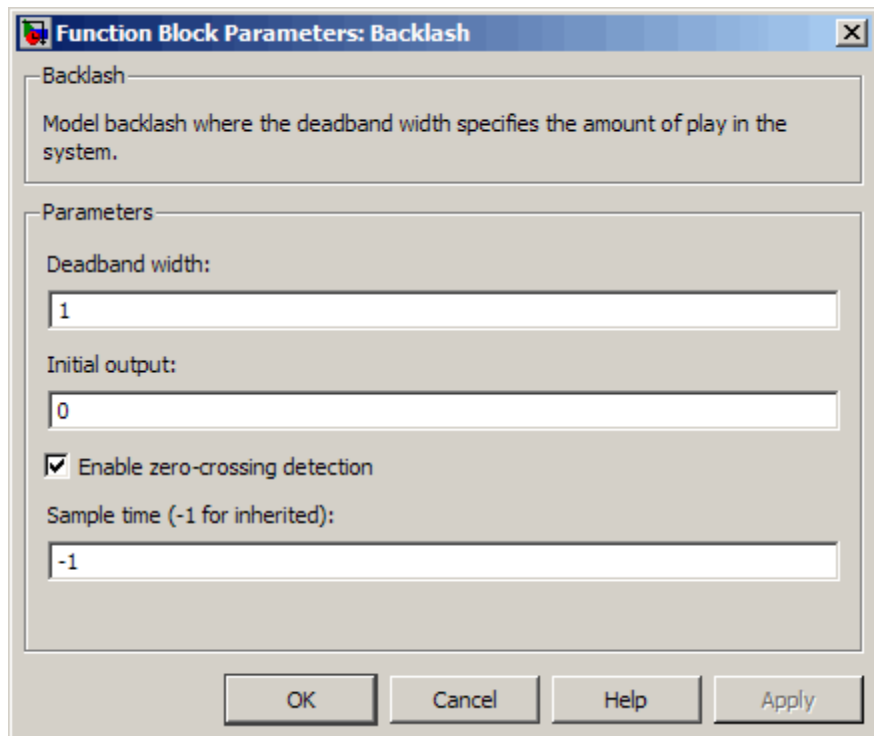 Function Block Parameters: Backlash
Backlash
Model backlash where the deadband width specifies the amount of play in the
system.
Parameters
Deadband width:
1
Initial output:
0
Enable zero-crossing detection
Sample time (-1 for inherited):
-1
OK Cancel Help Apply